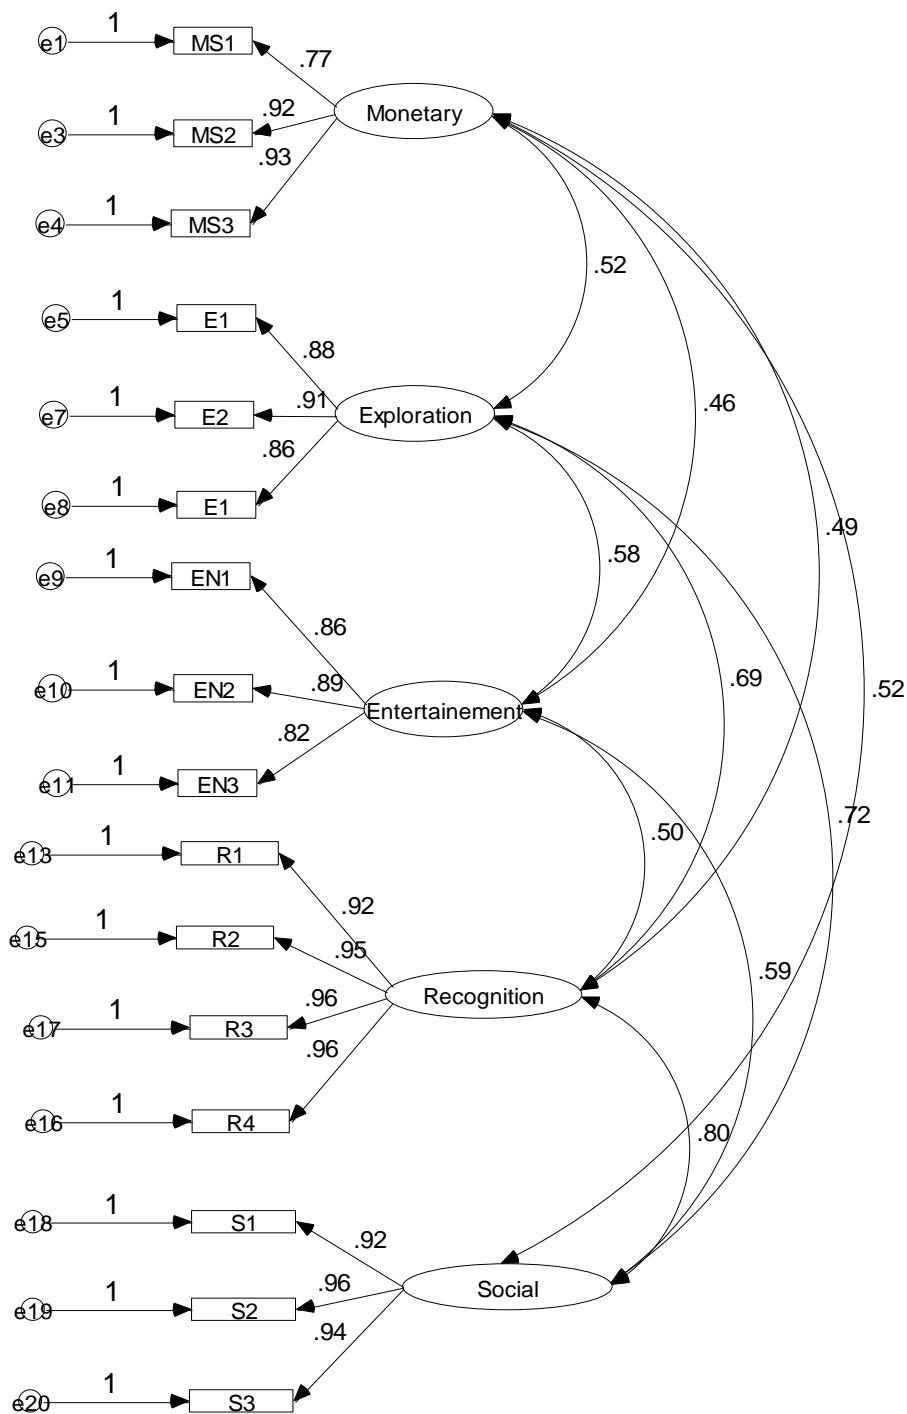 1
e1
MS1
.77
Monetary
1
e3
MS2
.92
.93
1
e4
MS3
.52
1
e5
E1
.88
1
e7
E2
.91
Exploration
.46
.86
1
e8
E1
.49
1
e9
EN1
.58
.86
1
e10
EN2
.89
.69
.52
Entertainement
.82
1
e11
EN3
.72
1
e13
R1
.50
.92
1
e15
R2
.95
.59
.96
Recognition
1
e17
R3
.96
1
e16
R4
.80
1
e18
S1
.92
.96
Social
1
e19
S2
.94
1
e20
S3